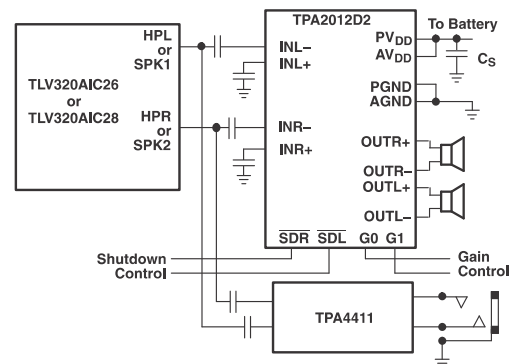 TPA2012D2
HPL
or
SPK1
TLV320AIC26
or
TLV320AIC28
HPR
or
SPK2
INL–
INL+
INR–
INR+
PVDD
AVDD
PGND
AGND
OUTR+
OUTR–
OUTL+
OUTL–
SDR SDL G0 G1
To Battery
CS
Shutdown
Control
Gain
Control
TPA4411